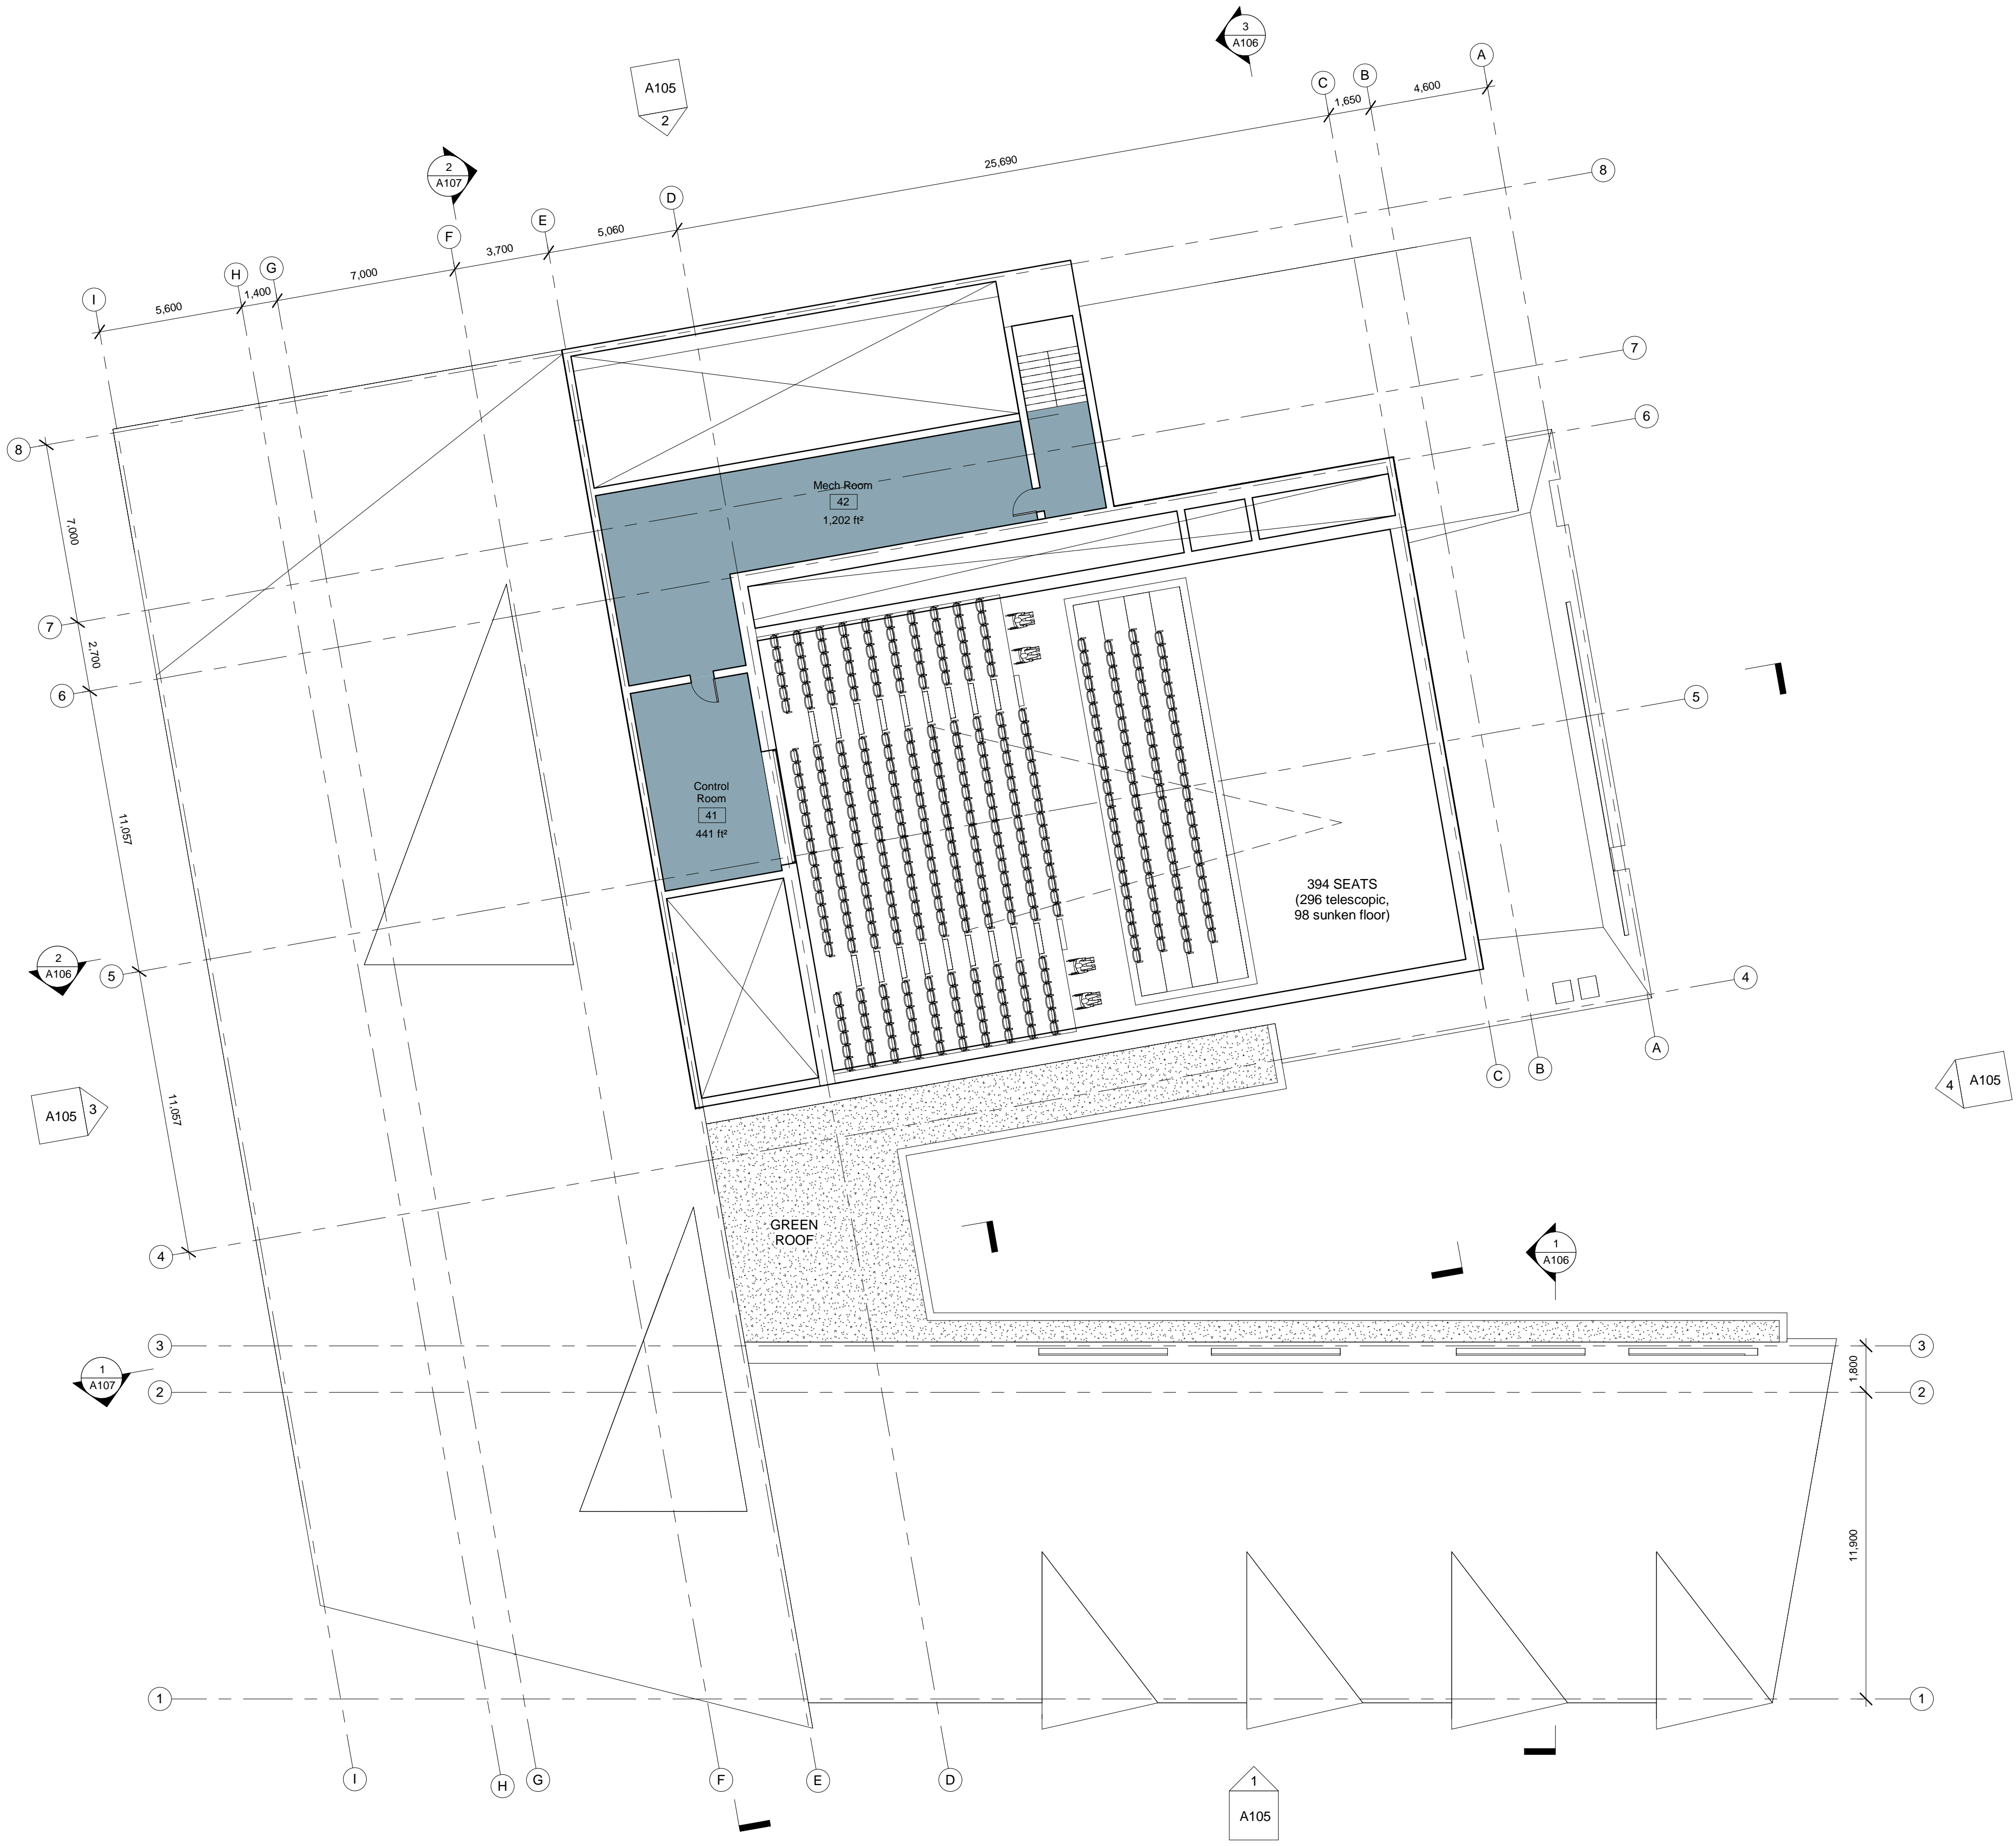 3
A106
A
B
C
4,600
1,650
A105
2
25,690
8
2
A107
D
E
F
5,060
3,700
G
H
7,000
1,400
I
5,600
7
6
8
7,000
Mech Room
42
1,202 ft²
7
2,700
6
5
Control
Room
41
441 ft²
11,057
394 SEATS
(296 telescopic,
98 sunken floor)
2
A106
5
4
A
B
C
A105
3
4
A105
11,057
GREEN
ROOF
4
1
A106
3
3
1,800
1
A107
2
2
11,900
1
1
I
H
G
F
E
D
1
A105